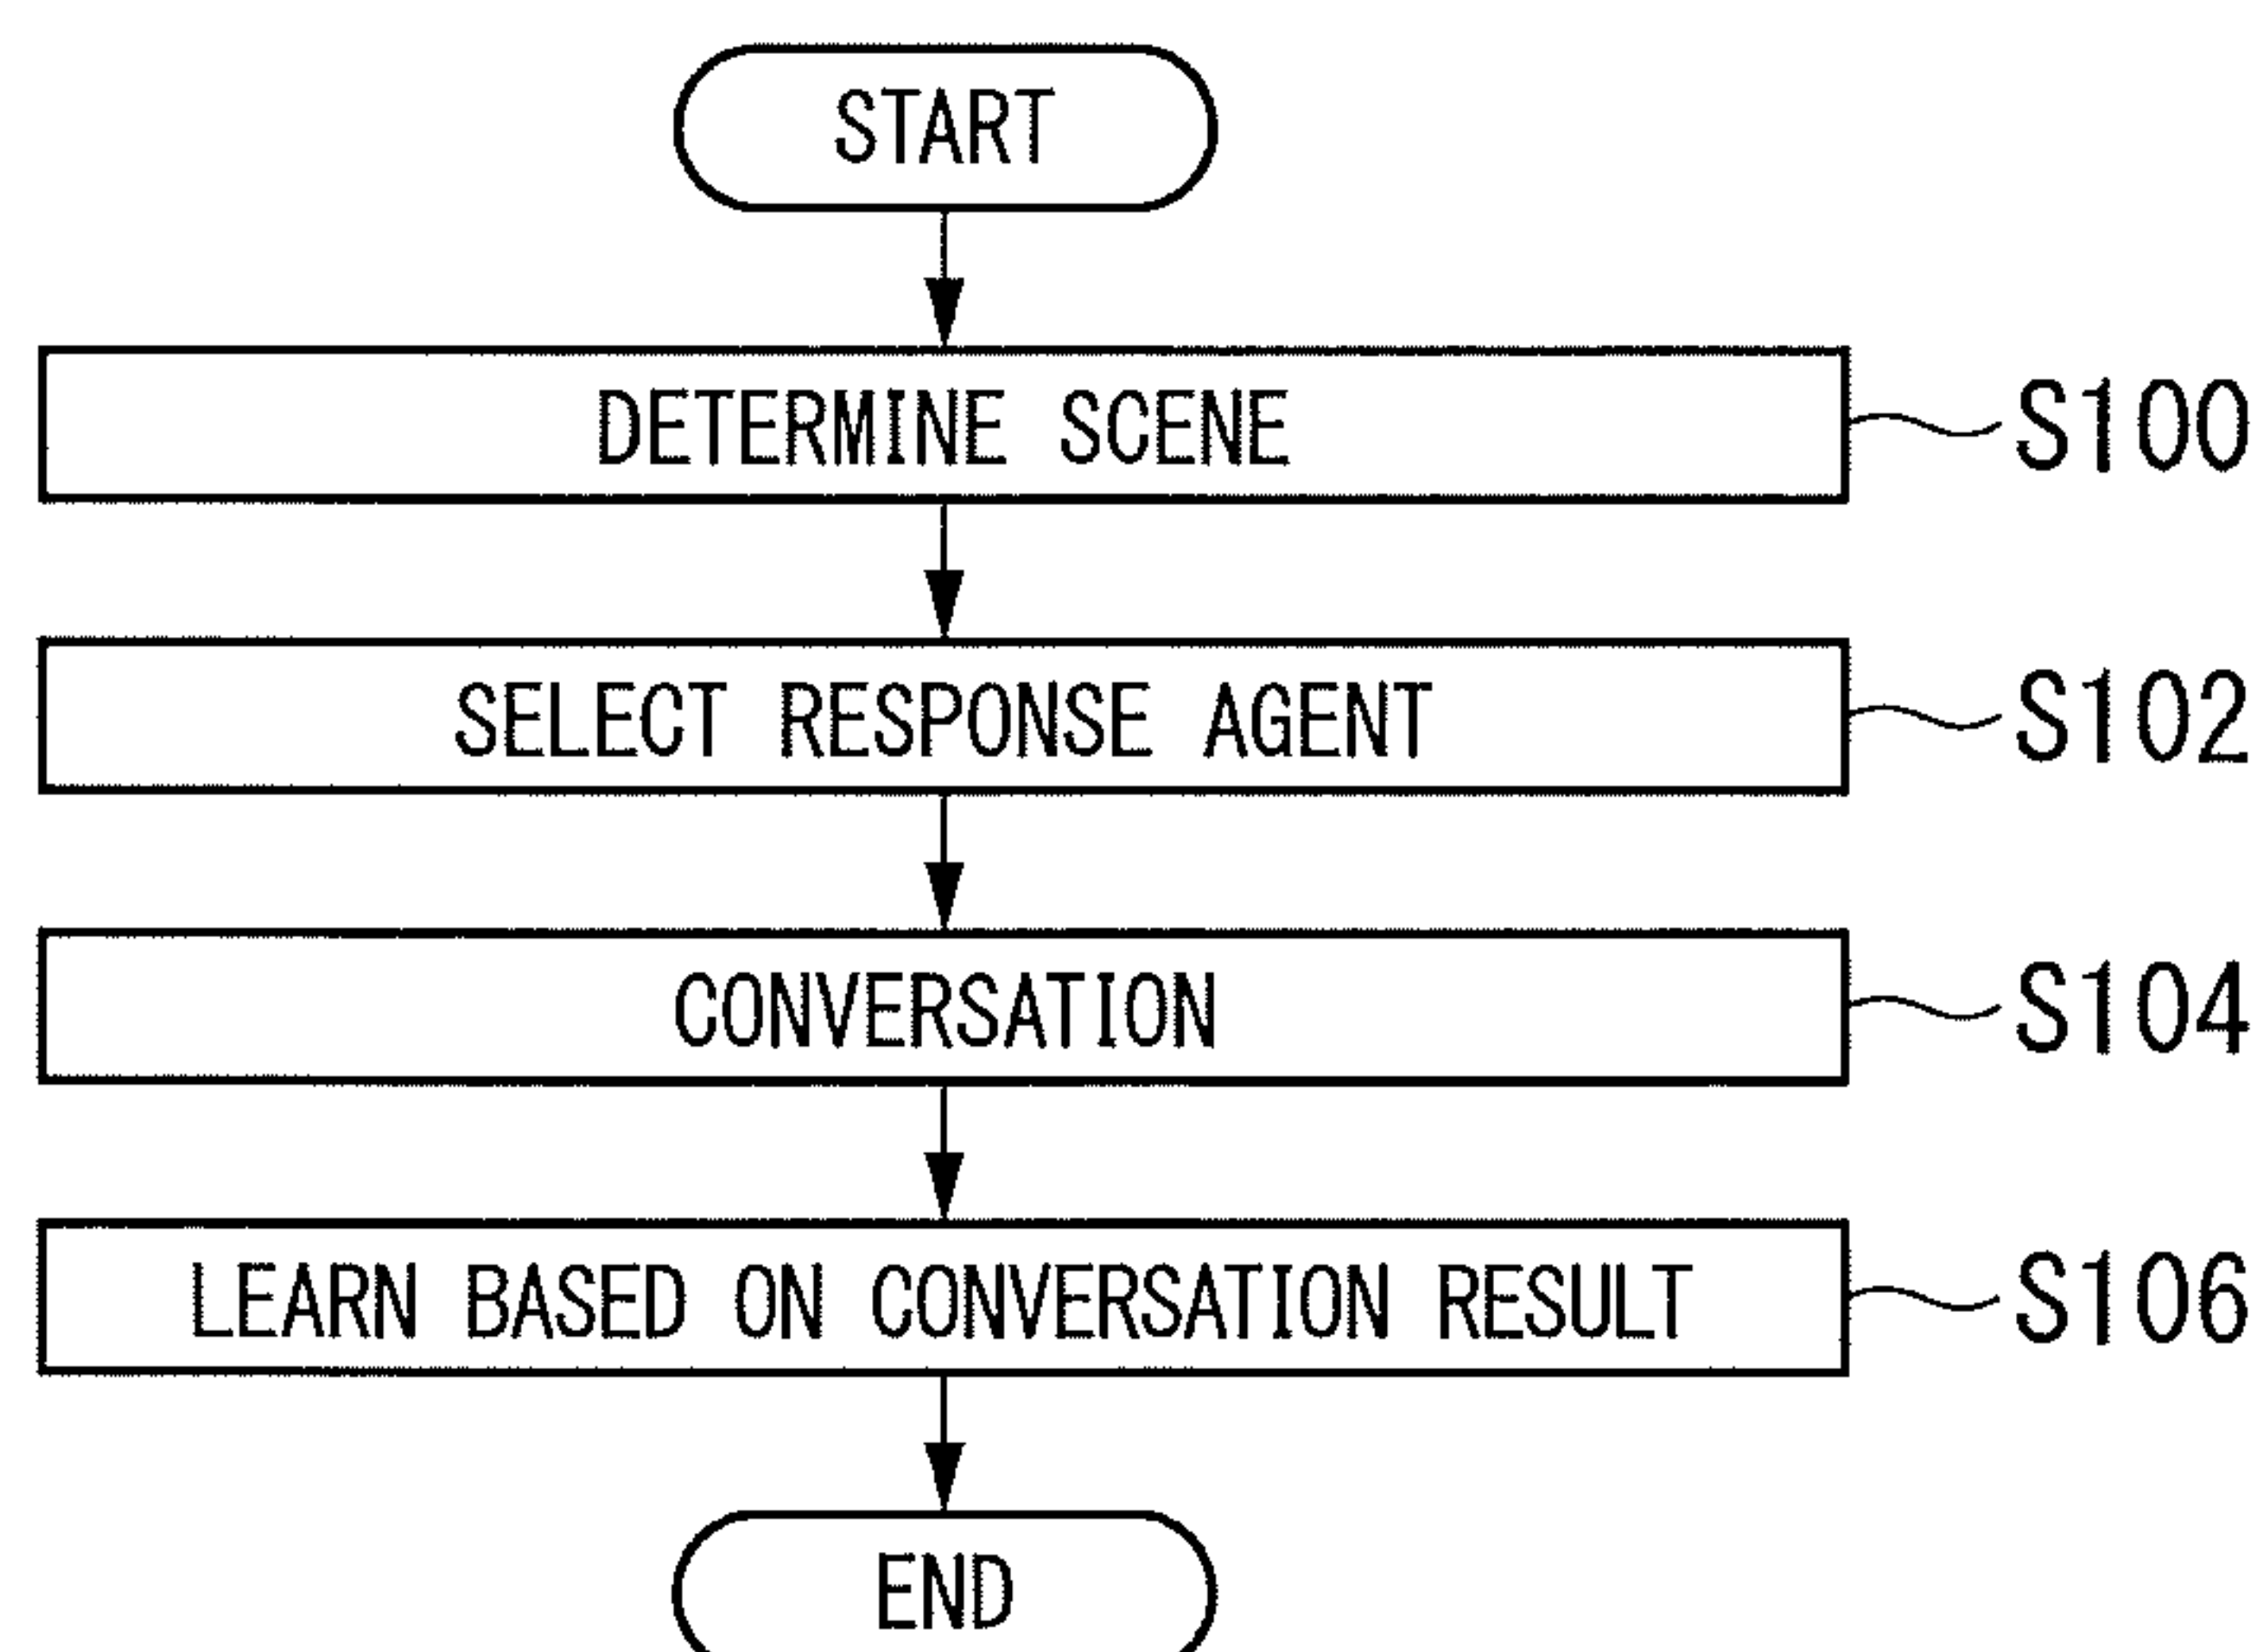 START
DETERMINE SCENE
S100
SELECT RESPONSE AGENT
S102
CONVERSATION
S104
LEARN BASED ON CONVERSATION RESULT
S106
END